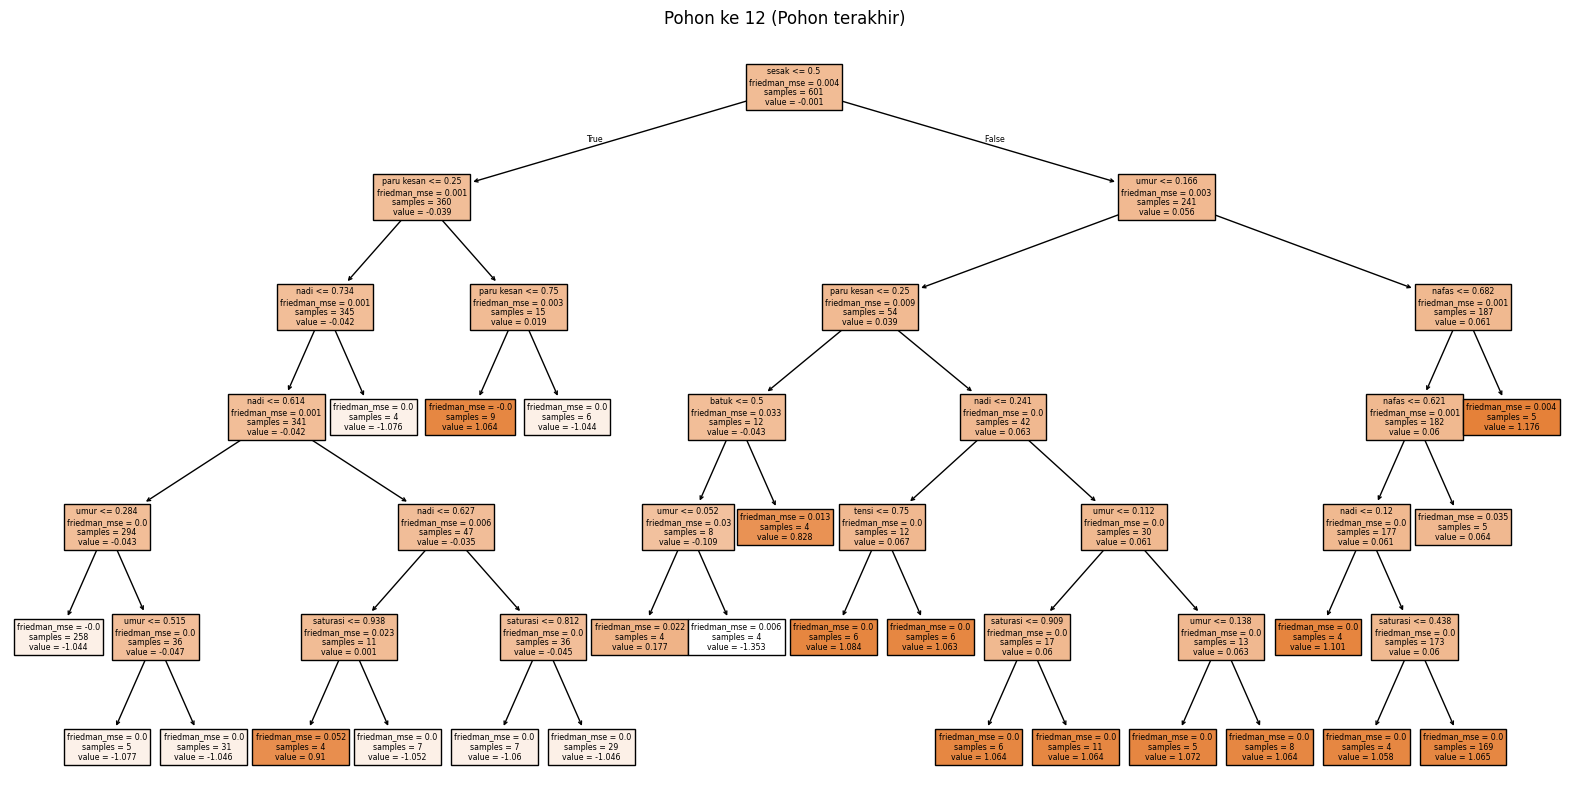 Pohon ke 12 (Pohon terakhir)
sesak <= 0.5
friedman_mse = 0.004
samples = 601
value = -0.001
True
False
paru kesan <= 0.25
friedman_mse = 0.001
samples = 360
value = -0.039
umur <= 0.166
friedman_mse = 0.003
samples = 241
value = 0.056
nadi <= 0.734
friedman_mse = 0.001
samples = 345
value = -0.042
paru kesan <= 0.75
friedman_mse = 0.003
samples = 15
value = 0.019
paru kesan <= 0.25
friedman_mse = 0.009
samples = 54
value = 0.039
nafas <= 0.682
friedman_mse = 0.001
samples = 187
value = 0.061
nadi <= 0.614
friedman_mse = 0.001
samples = 341
value = -0.042
friedman_mse = 0.0
samples = 4
value = -1.076
friedman_mse = -0.0
samples = 9
value = 1.064
friedman_mse = 0.0
samples = 6
value = -1.044
batuk <= 0.5
friedman_mse = 0.033
samples = 12
value = -0.043
nadi <= 0.241
friedman_mse = 0.0
samples = 42
value = 0.063
nafas <= 0.621
friedman_mse = 0.001
samples = 182
value = 0.06
friedman_mse = 0.004
samples = 5
value = 1.176
umur <= 0.284
friedman_mse = 0.0
samples = 294
value = -0.043
nadi <= 0.627
friedman_mse = 0.006
samples = 47
value = -0.035
umur <= 0.052
friedman_mse = 0.03
samples = 8
value = -0.109
friedman_mse = 0.013
samples = 4
value = 0.828
tensi <= 0.75
friedman_mse = 0.0
samples = 12
value = 0.067
umur <= 0.112
friedman_mse = 0.0
samples = 30
value = 0.061
nadi <= 0.12
friedman_mse = 0.0
samples = 177
value = 0.061
friedman_mse = 0.035
samples = 5
value = 0.064
friedman_mse = -0.0
samples = 258
value = -1.044
umur <= 0.515
friedman_mse = 0.0
samples = 36
value = -0.047
saturasi <= 0.938
friedman_mse = 0.023
samples = 11
value = 0.001
saturasi <= 0.812
friedman_mse = 0.0
samples = 36
value = -0.045
friedman_mse = 0.022
samples = 4
value = 0.177
friedman_mse = 0.006
samples = 4
value = -1.353
friedman_mse = 0.0
samples = 6
value = 1.084
friedman_mse = 0.0
samples = 6
value = 1.063
saturasi <= 0.909
friedman_mse = 0.0
samples = 17
value = 0.06
umur <= 0.138
friedman_mse = 0.0
samples = 13
value = 0.063
friedman_mse = 0.0
samples = 4
value = 1.101
saturasi <= 0.438
friedman_mse = 0.0
samples = 173
value = 0.06
friedman_mse = 0.0
samples = 5
value = -1.077
friedman_mse = 0.0
samples = 31
value = -1.046
friedman_mse = 0.052
samples = 4
value = 0.91
friedman_mse = 0.0
samples = 7
value = -1.052
friedman_mse = 0.0
samples = 7
value = -1.06
friedman_mse = 0.0
samples = 29
value = -1.046
friedman_mse = 0.0
samples = 6
value = 1.064
friedman_mse = 0.0
samples = 11
value = 1.064
friedman_mse = 0.0
samples = 5
value = 1.072
friedman_mse = 0.0
samples = 8
value = 1.064
friedman_mse = 0.0
samples = 4
value = 1.058
friedman_mse = 0.0
samples = 169
value = 1.065